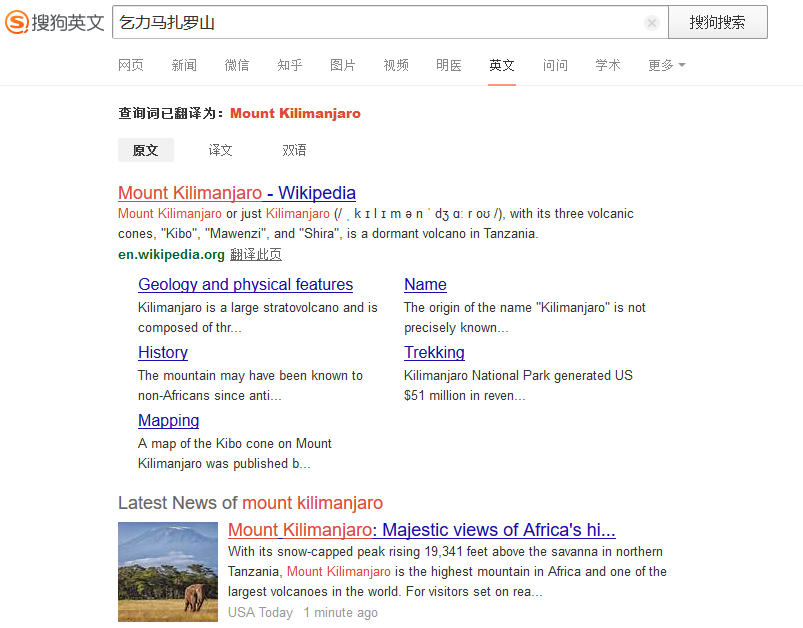 搜狗英文 乞力马扎罗山 搜狗搜索
网页 新闻 微信 知乎 图片 视频 明医 英文 问问 学术 更多
查询词已翻译为：Mount Kilimanjaro
原文 译文 双语
Mount Kilimanjaro - Wikipedia
Mount Kilimanjaro or just Kilimanjaro (/ ˌ k ɪ l ɪ m ə n ˈ dʒ ɑː r oʊ /), with its three volcanic
cones, "Kibo", "Mawenzi", and "Shira", is a dormant volcano in Tanzania.
en.wikipedia.org 翻译此页
Geology and physical features
Kilimanjaro is a large stratovolcano and is
composed of thr...
Name
The origin of the name "Kilimanjaro" is not
precisely known...
History
The mountain may have been known to
non-Africans since anti...
Trekking
Kilimanjaro National Park generated US
$51 million in reven...
Mapping
A map of the Kibo cone on Mount
Kilimanjaro was published b...
Latest News of mount kilimanjaro
Mount Kilimanjaro: Majestic views of Africa's hi...
With its snow-capped peak rising 19,341 feet above the savanna in northern
Tanzania, Mount Kilimanjaro is the highest mountain in Africa and one of the
largest volcanoes in the world. For visitors set on rea...
USA Today 1 minute ago